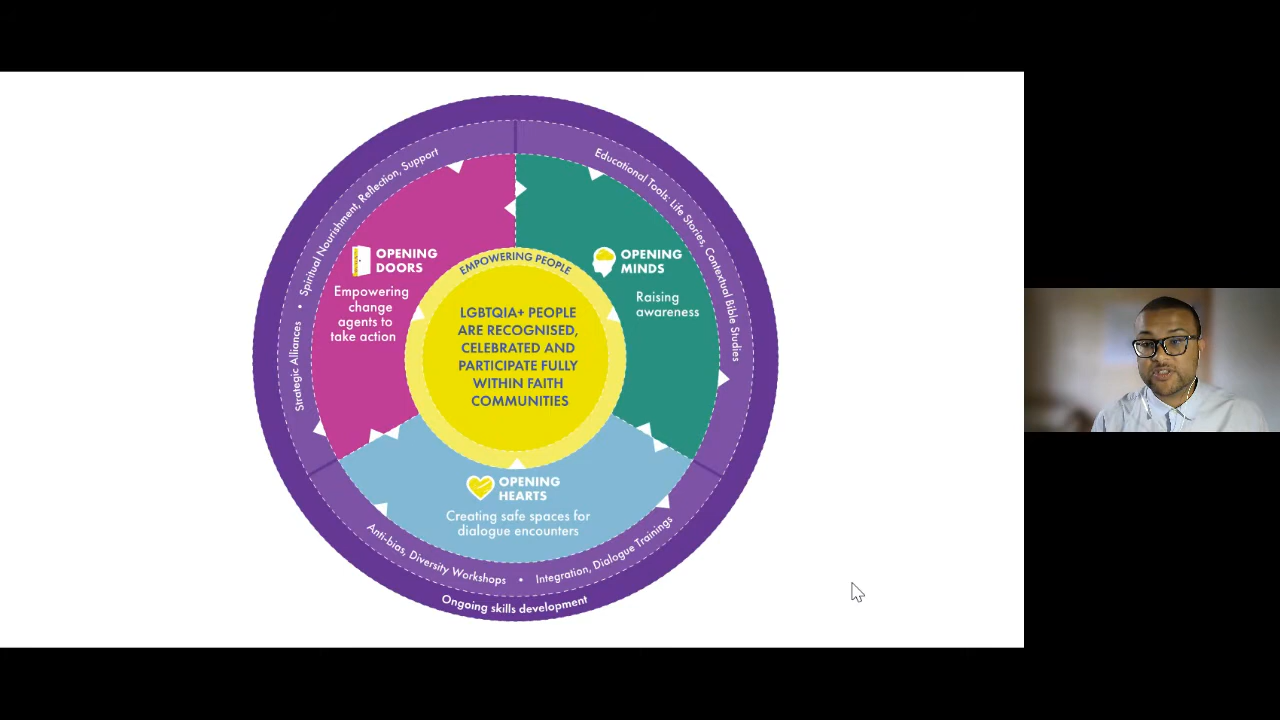 Spiritual Nourishment, Reflection, Support
•
Strategic Alliances
Educational Tools: Life Stories, Contextual Bible Studies
OPENING
DOORS
Empowering
change
agents to
take action
OPENING
MINDS
Raising
awareness
EMPOWERING PEOPLE
LGBTQIA+ PEOPLE
ARE RECOGNISED,
CELEBRATED AND
PARTICIPATE FULLY
WITHIN FAITH
COMMUNITIES
OPENING
HEARTS
Creating safe spaces for
dialogue encounters
Anti-bias, Diversity Workshops • Integration, Dialogue Trainings
Ongoing skills development